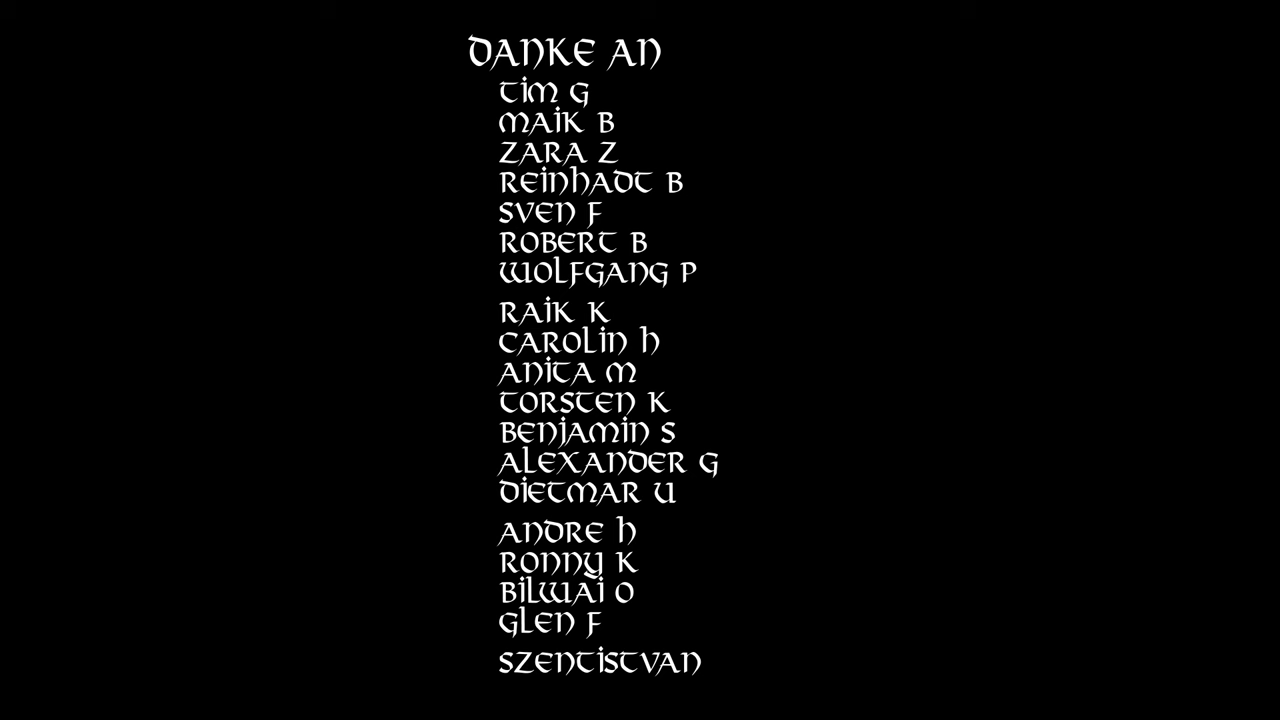 DANKE AN
TIM G
MAIK B
ZARA Z
REINHADT B
SVEN F
ROBERT B
WOLFGANG P
RAIK K
CAROLIN H
ANITA M
TORSTEN K
BENJAMIN S
ALEXANDER G
DIETMAR U
ANDRE H
RONNY K
BILWAI O
GLEN F
SZENTISTVAN